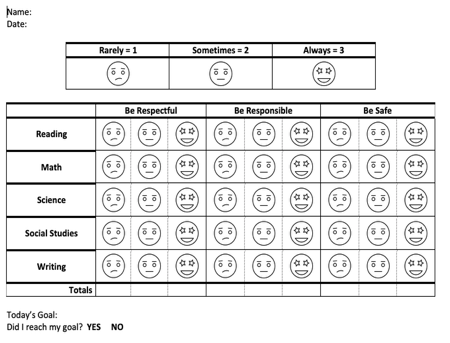 Name:
Date:
Rarely = 1 Sometimes = 2 Always = 3
Be Respectful Be Responsible Be Safe
Reading
Math
Science
Social Studies
Writing
Totals
Today's Goal:
Did I reach my goal? YES NO